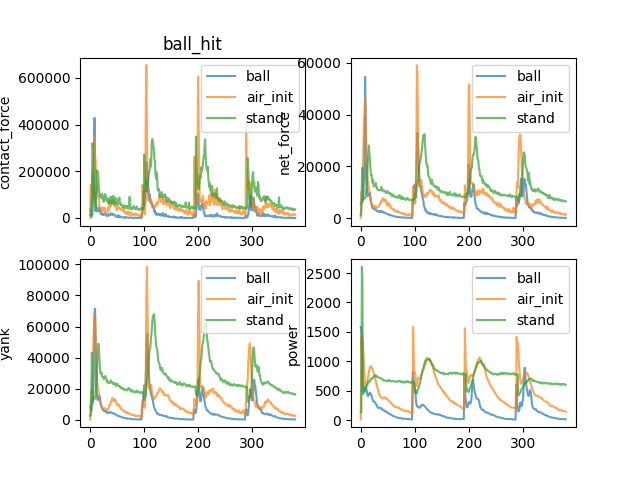 ball_hit
contact_force
600000
400000
200000
0
0
100
200
300
ball
air_init
stand
net_force
60000
40000
20000
0
0
100
200
300
ball
air_init
stand
yank
100000
80000
60000
40000
20000
0
0
100
200
300
ball
air_init
stand
power
2500
2000
1500
1000
500
0
0
100
200
300
ball
air_init
stand